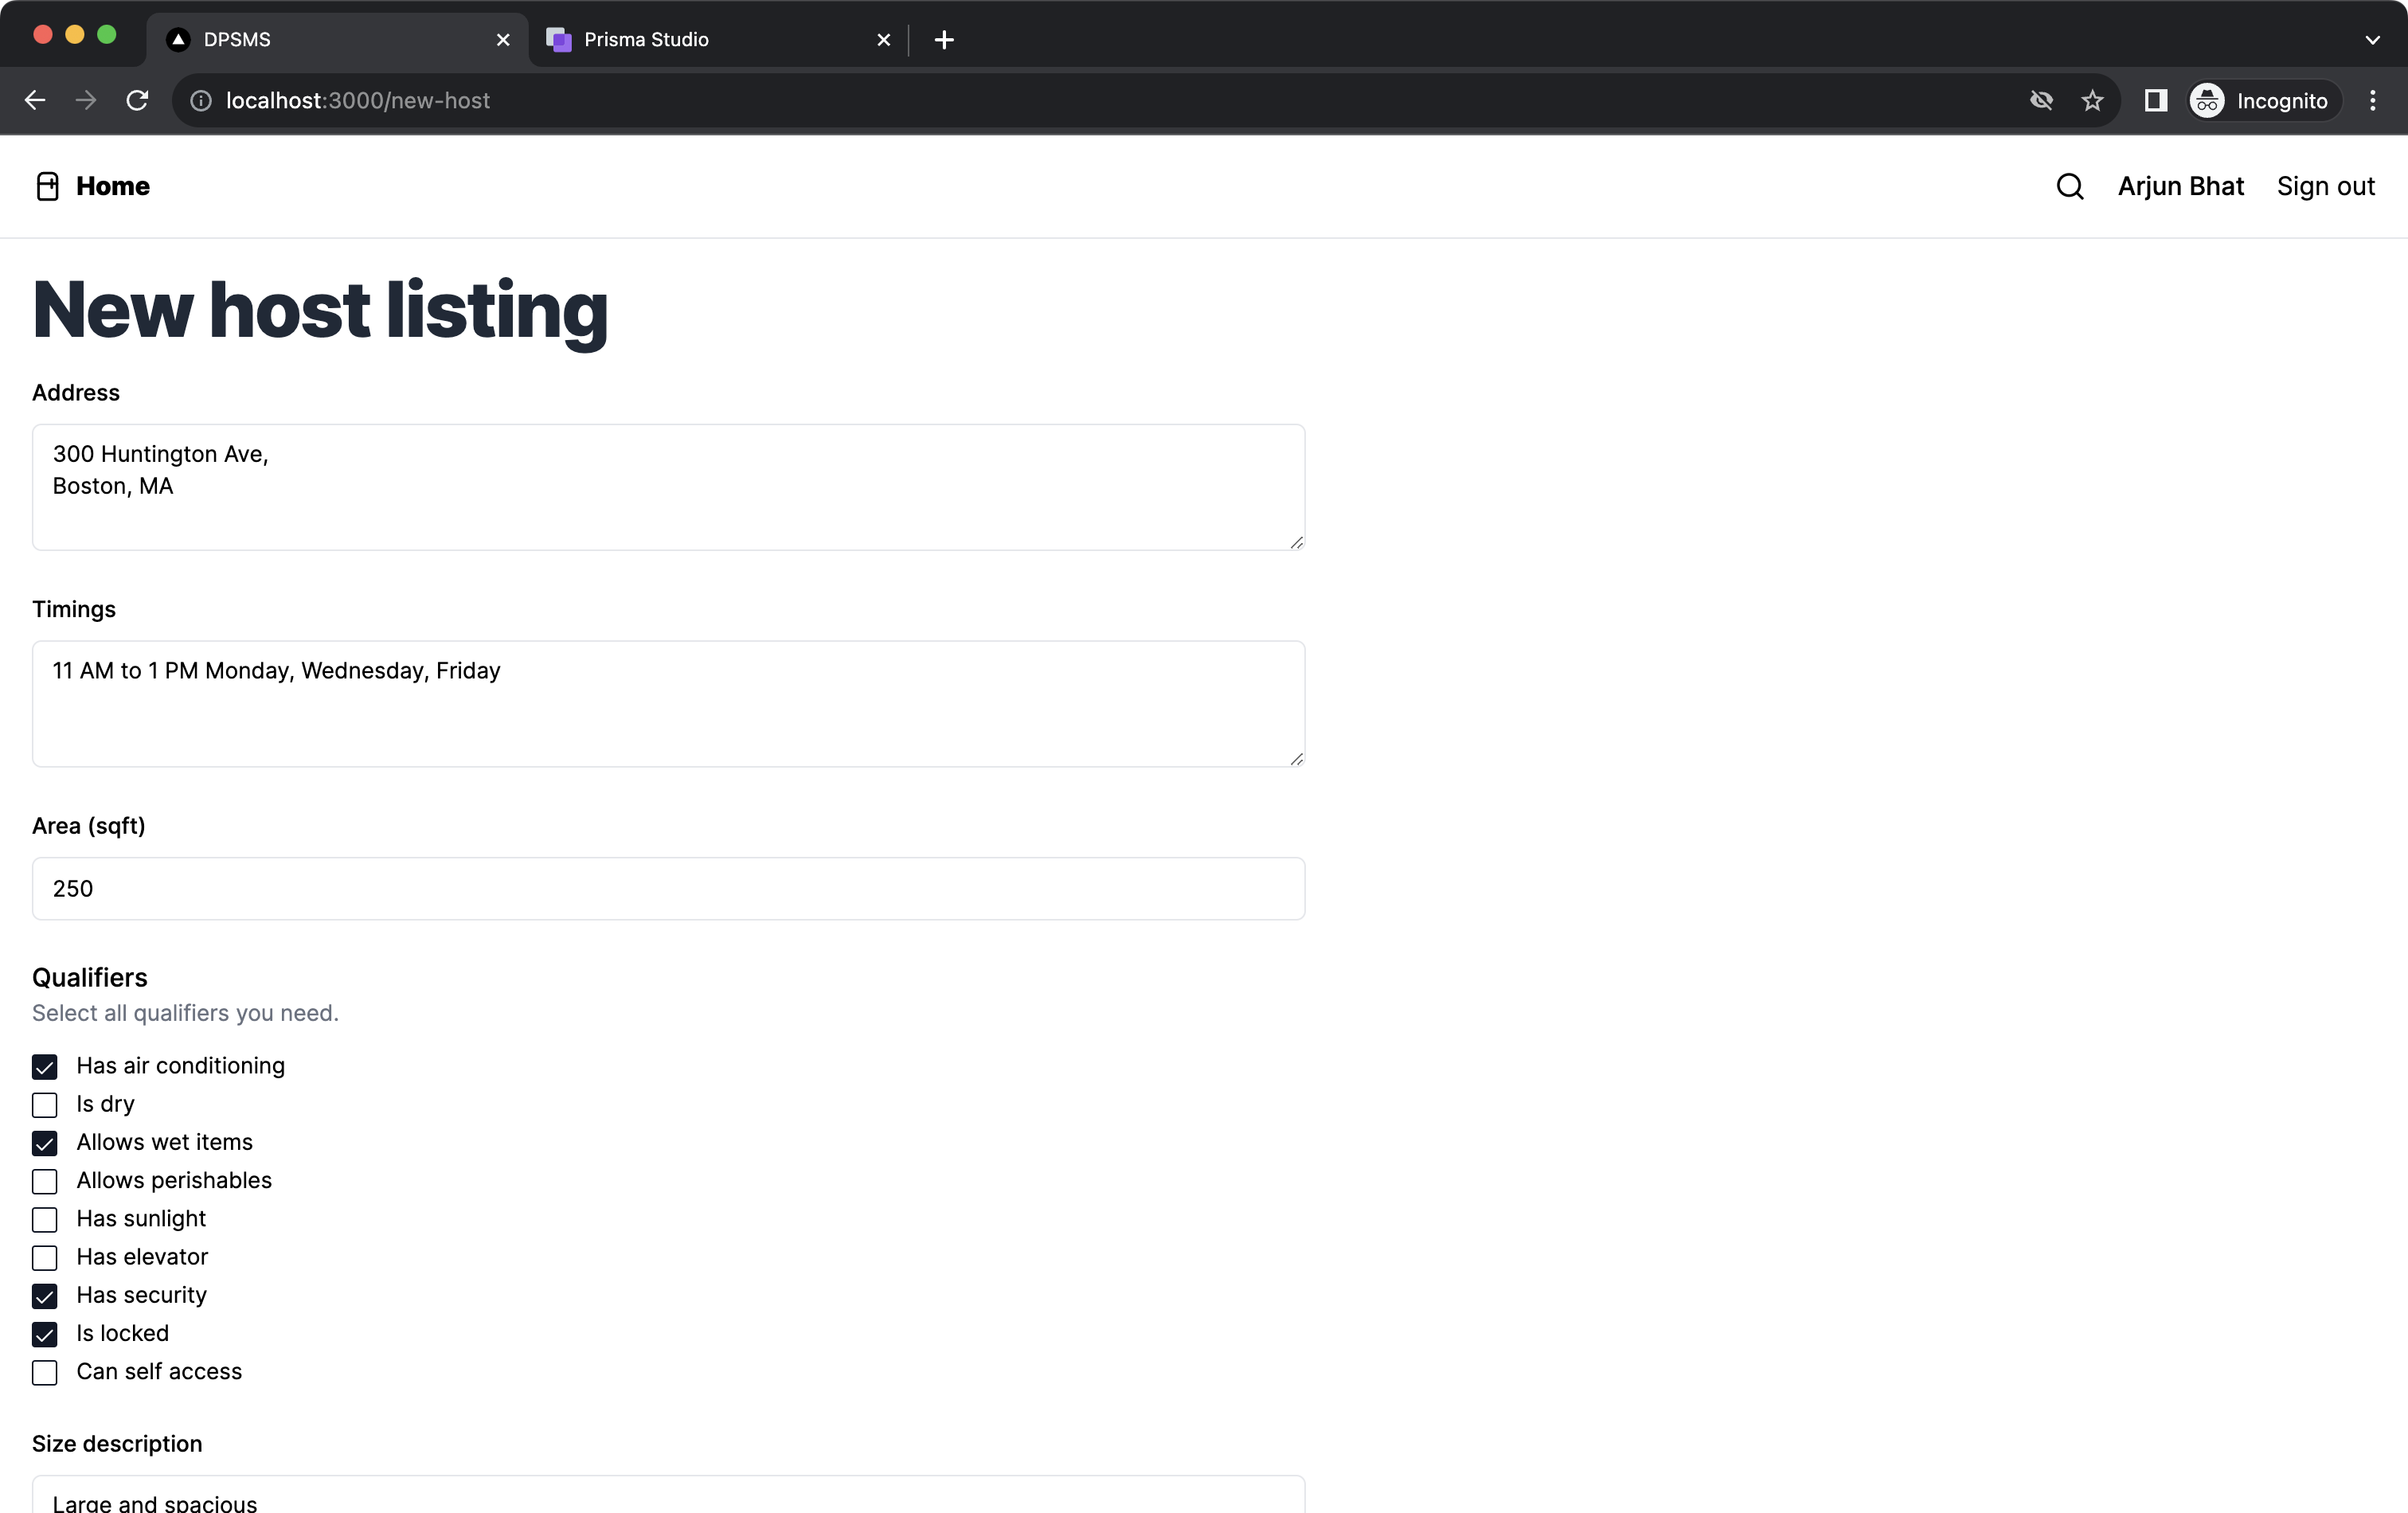 DPSMS
Prisma Studio
localhost:3000/new-host
Incognito
Home
Arjun Bhat
Sign out
New host listing
Address
300 Huntington Ave,
Boston, MA
Timings
11 AM to 1 PM Monday, Wednesday, Friday
Area (sqft)
250
Qualifiers
Select all qualifiers you need.
Has air conditioning
Is dry
Allows wet items
Allows perishables
Has sunlight
Has elevator
Has security
Is locked
Can self access
Size description
Large and spacious